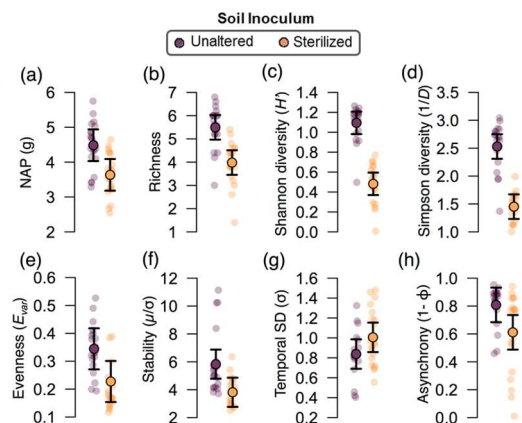 Soil Inoculum
Unaltered Sterilized
(a)
NAP (g)
6
5
4
3
2
(b)
Richness
7
6
5
4
3
2
1
(c)
Shannon diversity (H')
1.4
1.2
1.0
0.8
0.6
0.4
0.2
0.0
(d)
Simpson diversity (1/D)
3.5
3.0
2.5
2.0
1.5
1.0
(e)
Evenness (Evar)
0.6
0.5
0.4
0.3
0.2
0.1
(f)
Stability (μ/σ)
12
10
8
6
4
2
(g)
Temporal SD (σ)
1.6
1.4
1.2
1.0
0.8
0.6
0.4
0.2
(h)
Asynchrony (1- ϕ)
1.0
0.8
0.6
0.4
0.2
0.0